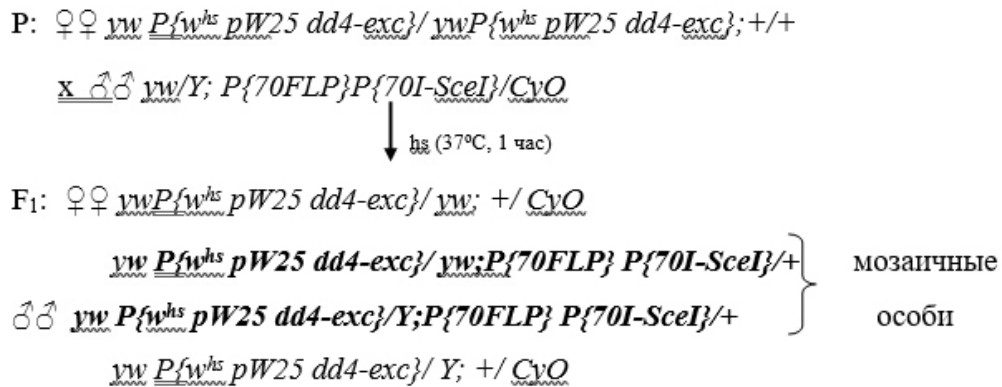 P: ♀♀ yw P{wʰˢ pW25 dd4-exc}/ ywP{wʰˢ pW25 dd4-exc};+/+
x ♂♂ yw/Y; P{70FLP}P{70I-SceI}/CyO
hs (37ºC, 1 час)
F₁: ♀♀ ywP{wʰˢ pW25 dd4-exc}/ yw; +/ CyO
yw P{wʰˢ pW25 dd4-exc}/ yw;P{70FLP} P{70I-SceI}/+ мозаичные
♂♂ yw P{wʰˢ pW25 dd4-exc}/Y;P{70FLP} P{70I-SceI}/+ особи
yw P{wʰˢ pW25 dd4-exc}/ Y; +/ CyO